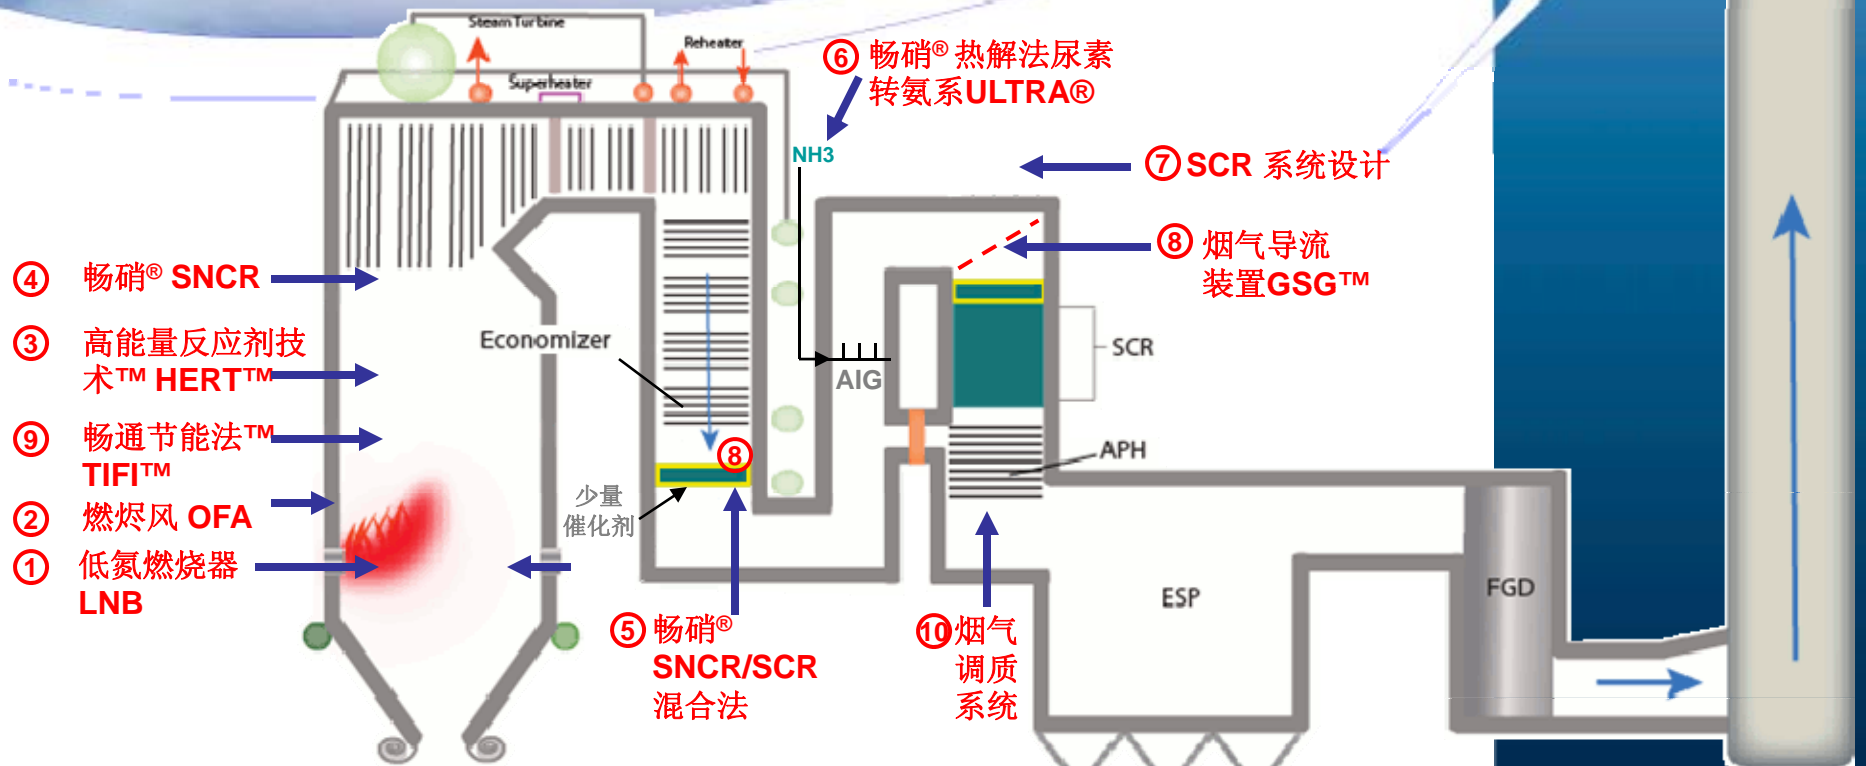 Steam Turbine
Reheater
Superheater
⑥ 畅硝® 热解法尿素
转氨系ULTRA®
NH3
⑦ SCR 系统设计
⑧ 烟气导流
装置GSG™
④ 畅硝® SNCR
③ 高能量反应剂技
术™ HERT™
Economizer
AIG
SCR
⑨ 畅通节能法™
TIFI™
⑧
APH
少量
催化剂
② 燃烬风 OFA
① 低氮燃烧器
LNB
ESP
FGD
⑤ 畅硝®
SNCR/SCR
混合法
⑩ 烟气
调质
系统